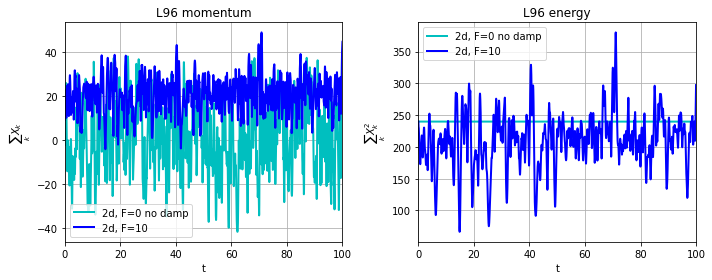 L96 momentum
40
20
0
−20
−40
∑ₖ Xₖ
2d, F=0 no damp
2d, F=10
0
20
40
60
80
100
t
L96 energy
350
300
250
200
150
100
∑ₖ Xₖ²
2d, F=0 no damp
2d, F=10
0
20
40
60
80
100
t